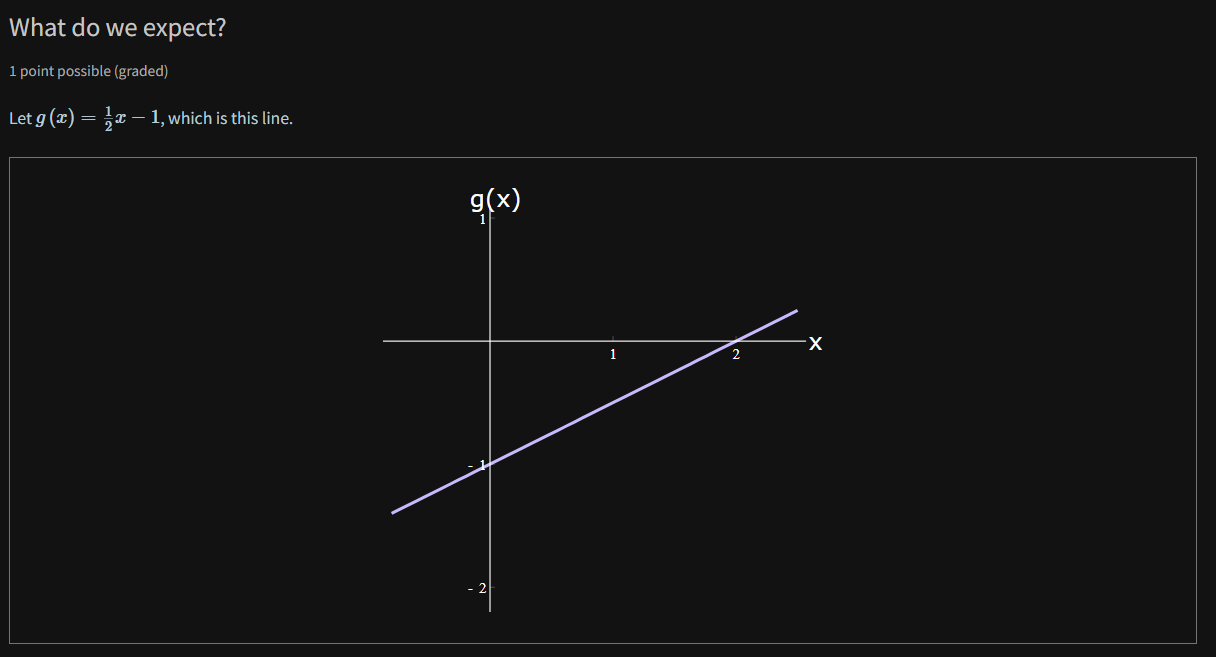 What do we expect?
1 point possible (graded)
Let g(x) = 1/2 x − 1, which is this line.
g(x)
1
x
1 2
- 1
- 2